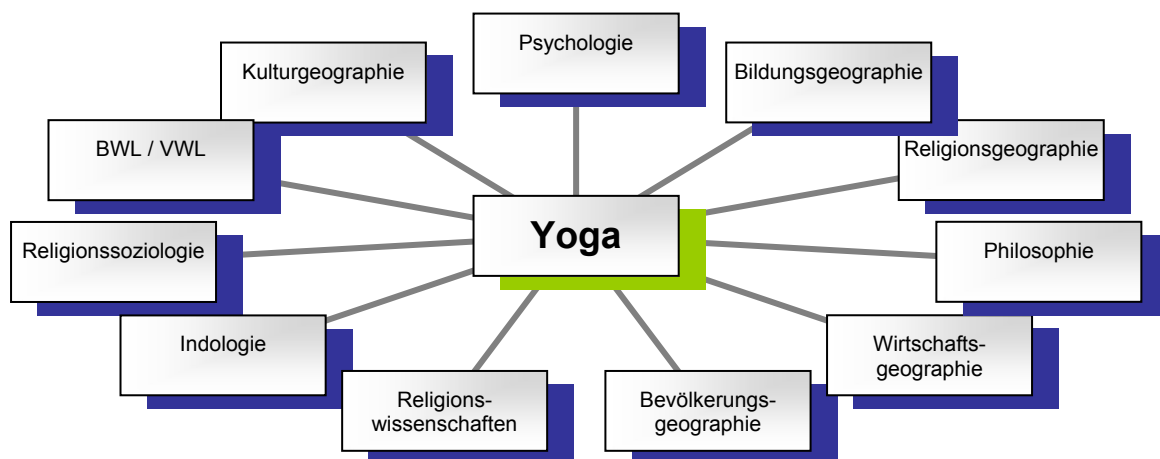 Psychologie
Kulturgeographie
Bildungsgeographie
BWL / VWL
Religionsgeographie
Yoga
Religionssoziologie
Philosophie
Indologie
Wirtschafts-
geographie
Religions-
wissenschaften
Bevölkerungs-
geographie